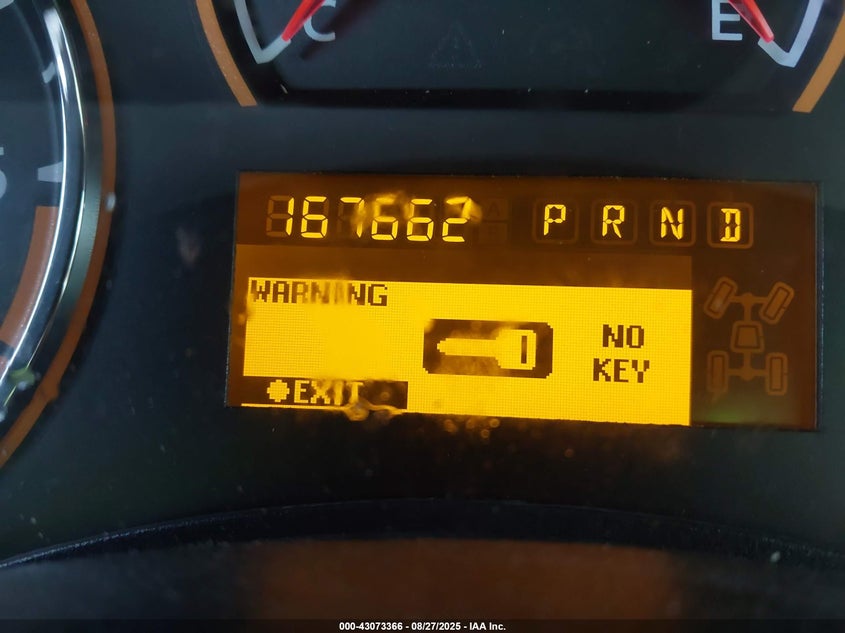 C E
167662 P R N D
WARNING
NO
KEY
EXIT
000-43073366 - 08/27/2025 - IAA Inc.